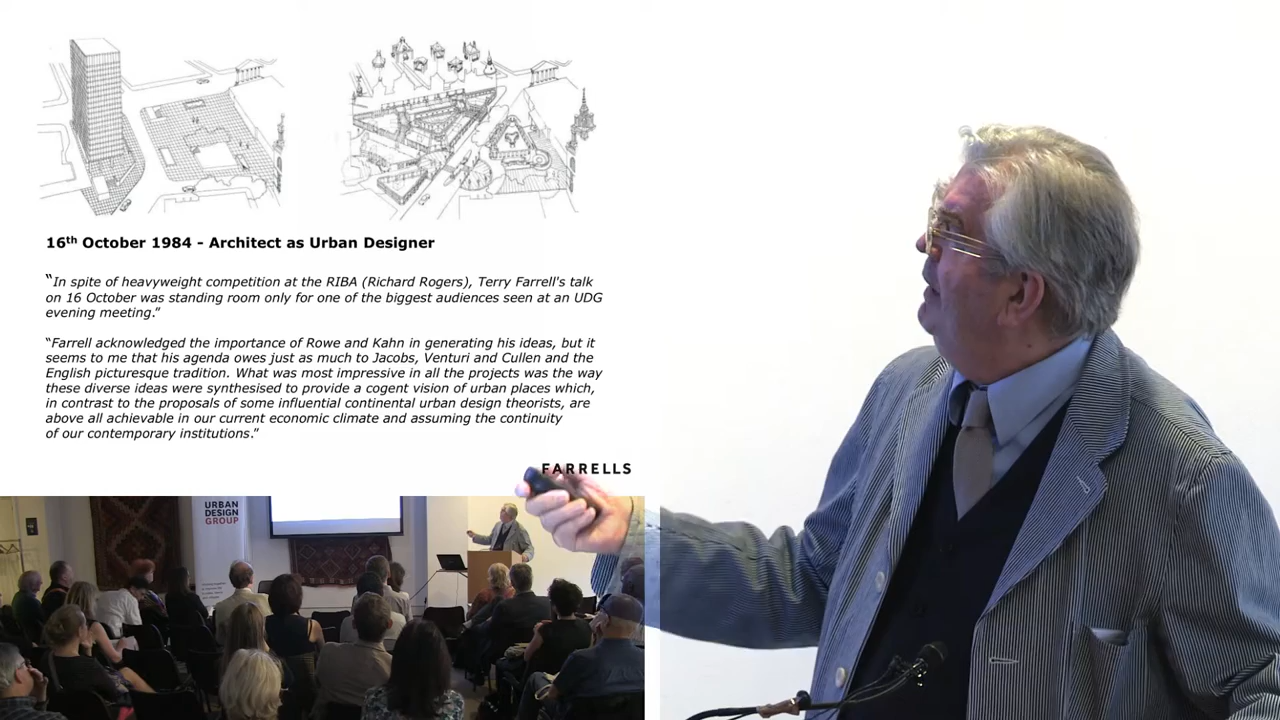 16th October 1984 - Architect as Urban Designer
“In spite of heavyweight competition at the RIBA (Richard Rogers), Terry Farrell's talk
on 16 October was standing room only for one of the biggest audiences seen at an UDG
evening meeting.”
“Farrell acknowledged the importance of Rowe and Kahn in generating his ideas, but it
seems to me that his agenda owes just as much to Jacobs, Venturi and Cullen and the
English picturesque tradition. What was most impressive in all the projects was the way
these diverse ideas were synthesised to provide a cogent vision of urban places which,
in contrast to the proposals of some influential continental urban design theorists, are
above all achievable in our current economic climate and assuming the continuity
of our contemporary institutions.”
FARRELLS
URBAN
DESIGN
GROUP